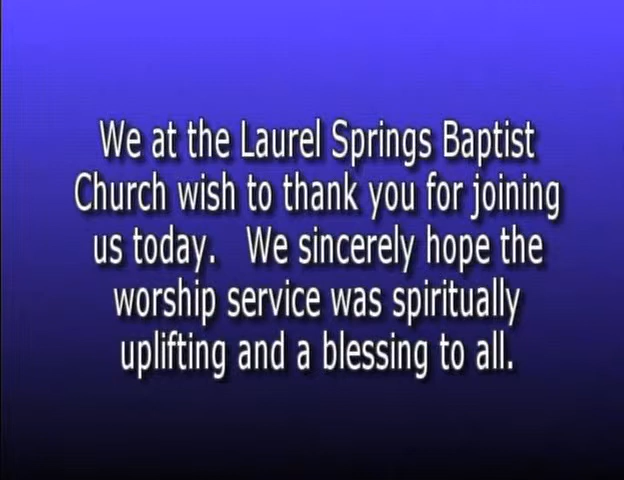 We at the Laurel Springs Baptist
Church wish to thank you for joining
us today.   We sincerely hope the
worship service was spiritually
uplifting and a blessing to all.